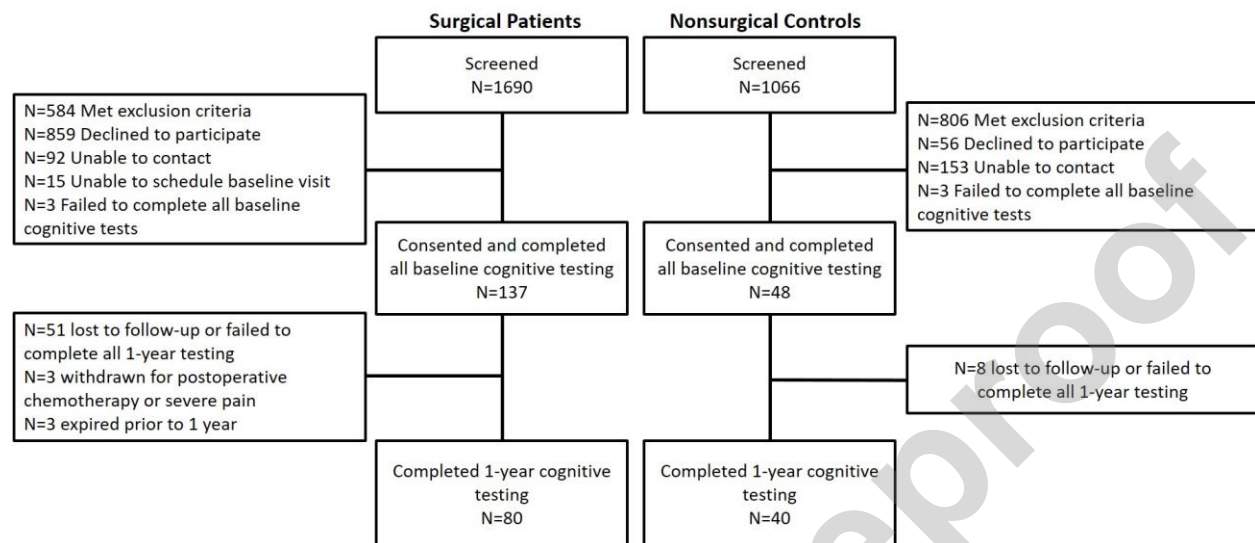 Surgical Patients
Nonsurgical Controls
Screened
N=1690
Screened
N=1066
N=584 Met exclusion criteria
N=859 Declined to participate
N=92 Unable to contact
N=15 Unable to schedule baseline visit
N=3 Failed to complete all baseline
cognitive tests
N=806 Met exclusion criteria
N=56 Declined to participate
N=153 Unable to contact
N=3 Failed to complete all baseline
cognitive tests
Consented and completed
all baseline cognitive testing
N=137
Consented and completed
all baseline cognitive testing
N=48
N=51 lost to follow-up or failed to
complete all 1-year testing
N=3 withdrawn for postoperative
chemotherapy or severe pain
N=3 expired prior to 1 year
N=8 lost to follow-up or failed to
complete all 1-year testing
Completed 1-year cognitive
testing
N=80
Completed 1-year cognitive
testing
N=40
eproof